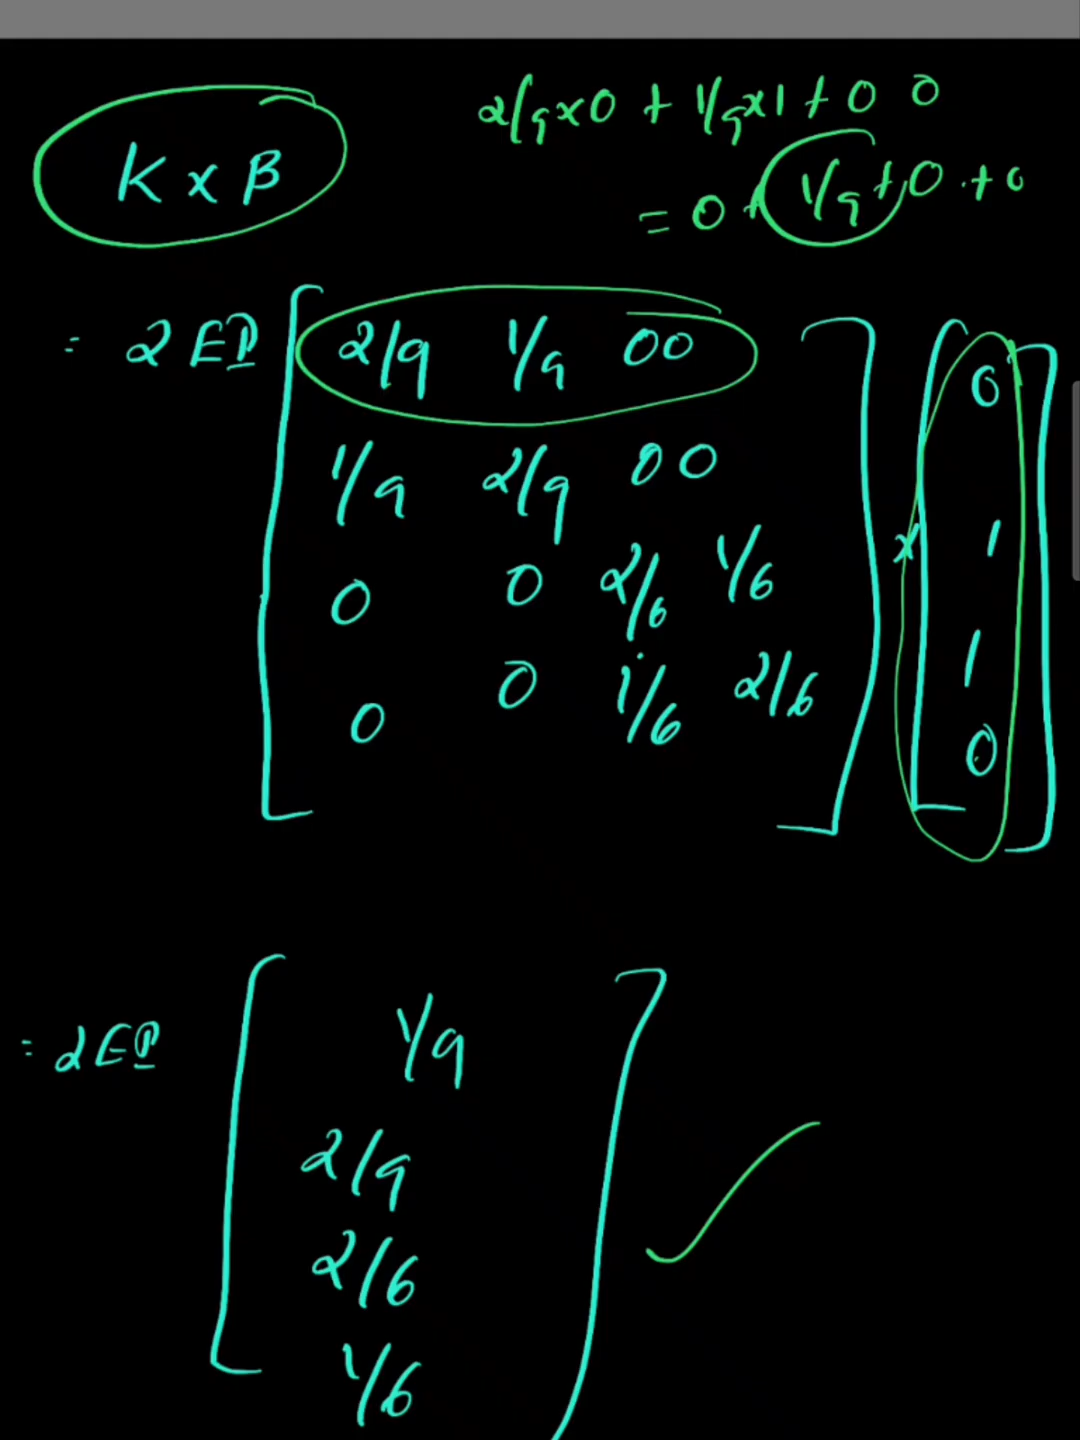 2/9×0 + 1/9×1 + 0 0
K × β
= 0 + 1/9 + 0 + 0
= 2EI [ 2/9 1/9 0 0 ] [ 0 ]
1/9 2/9 0 0
0 0 2/6 1/6 × 1
0 0 1/6 2/6 1
0
= 2EI [ 1/9 ]
2/9
2/6
1/6